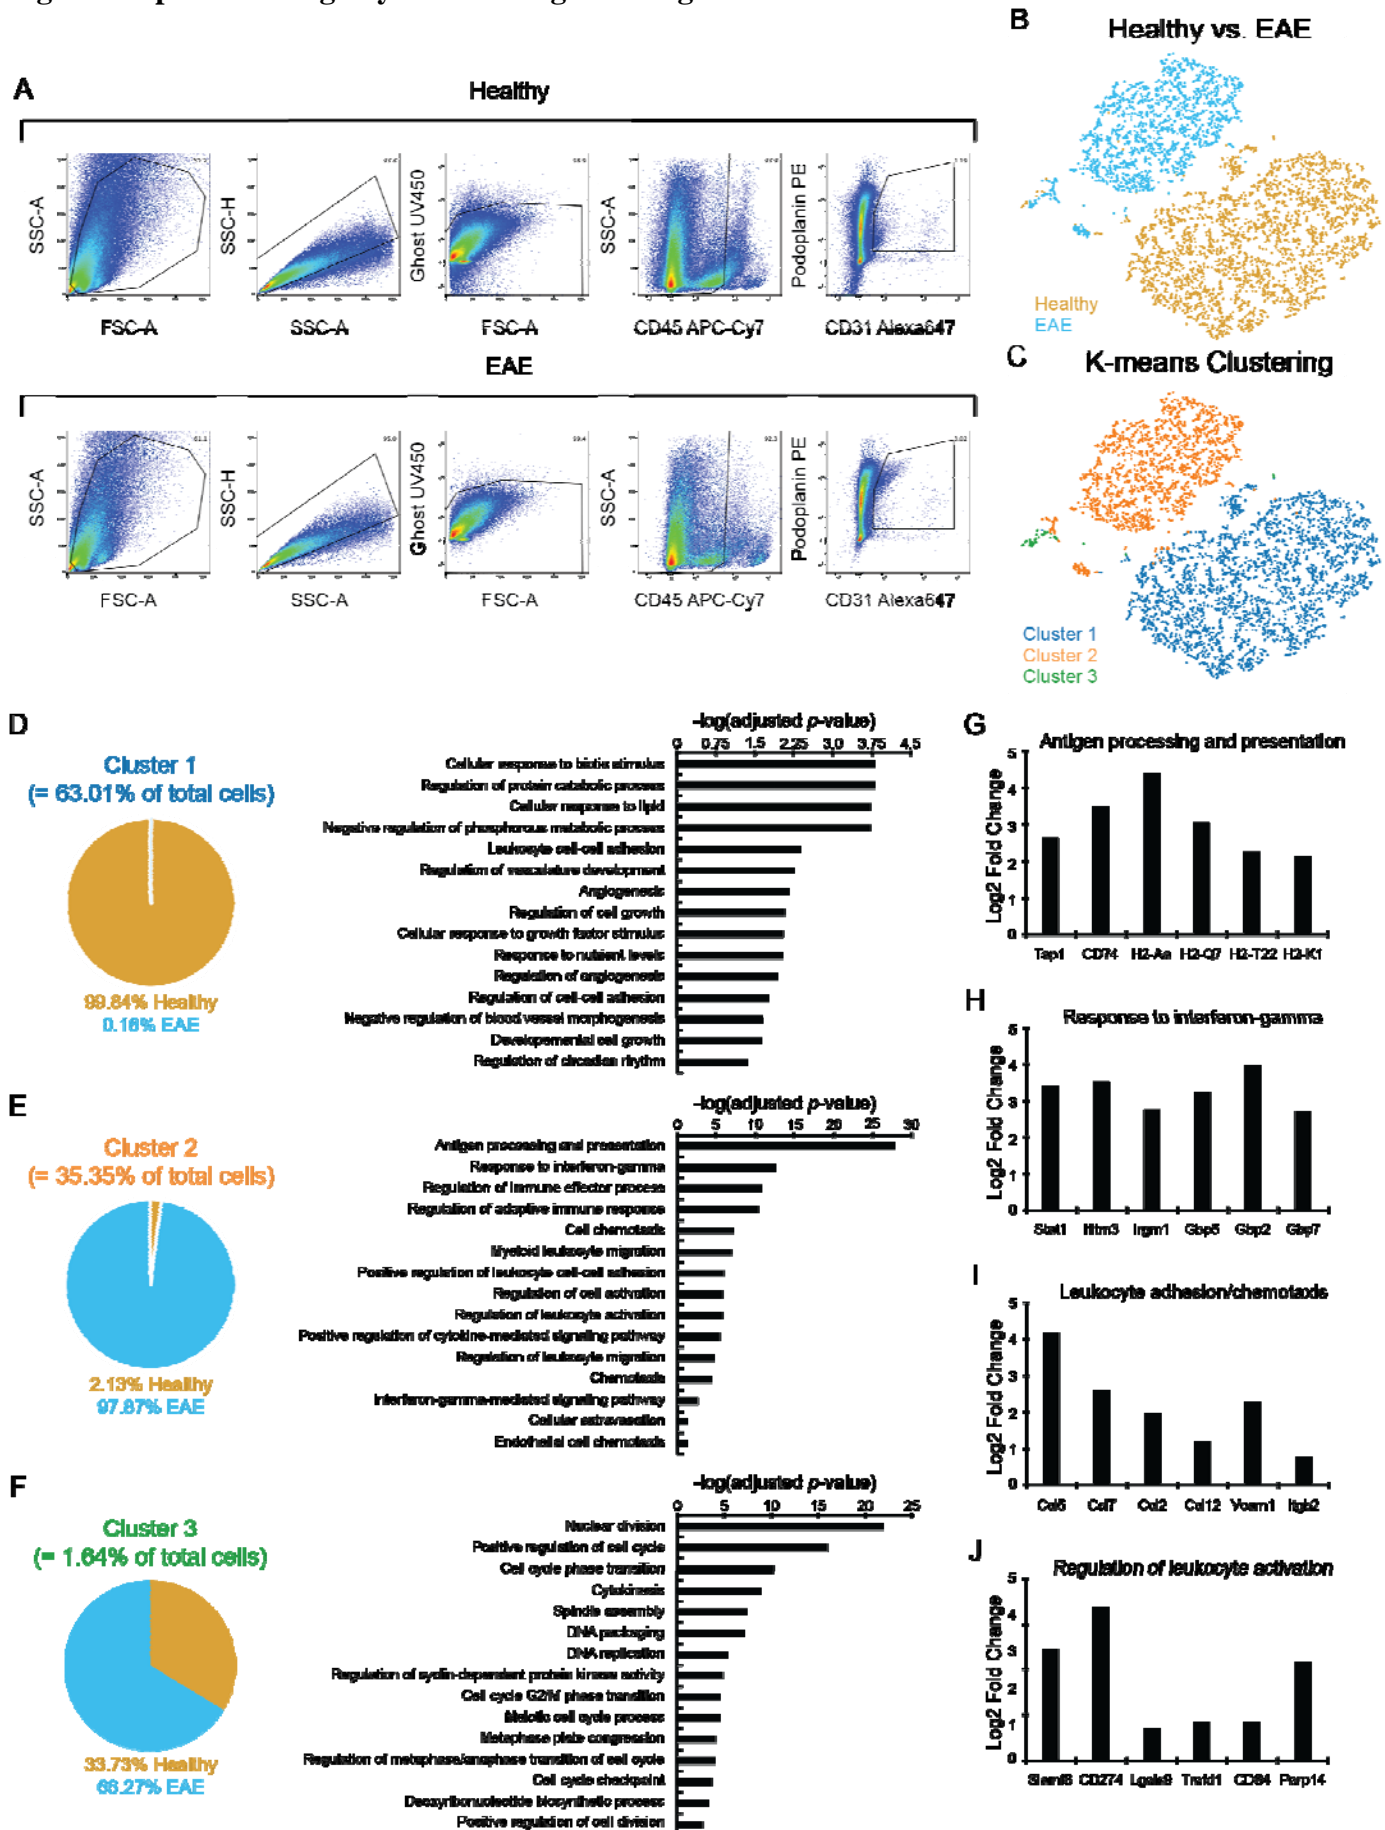 B
Healthy vs. EAE
Healthy
EAE
A
Healthy
SSC-A
FSC-A
SSC-H
SSC-A
Ghost UV450
FSC-A
SSC-A
CD45 APC-Cy7
Podoplanin PE
CD31 Alexa647
EAE
SSC-A
FSC-A
SSC-H
SSC-A
Ghost UV450
FSC-A
SSC-A
CD45 APC-Cy7
Podoplanin PE
CD31 Alexa647
C
K-means Clustering
Cluster 1
Cluster 2
Cluster 3
D
Cluster 1
(= 63.01% of total cells)
99.84% Healthy
0.16% EAE
-log(adjusted p-value)
0 0.75 1.5 2.25 3.0 3.75 4.5
Cellular response to biotic stimulus
Regulation of protein catabolic process
Cellular response to lipid
Negative regulation of phosphorous metabolic process
Leukocyte cell-cell adhesion
Regulation of vasculature development
Angiogenesis
Regulation of cell growth
Cellular response to growth factor stimulus
Response to nutrient levels
Regulation of angiogenesis
Regulation of cell-cell adhesion
Negative regulation of blood vessel morphogenesis
Developmental cell growth
Regulation of circadian rhythm
E
Cluster 2
(= 35.35% of total cells)
2.13% Healthy
97.87% EAE
-log(adjusted p-value)
0 5 10 15 20 25 30
Antigen processing and presentation
Response to interferon-gamma
Regulation of immune effector process
Regulation of adaptive immune response
Cell chemotaxis
Myeloid leukocyte migration
Positive regulation of leukocyte cell-cell adhesion
Regulation of cell activation
Regulation of leukocyte activation
Positive regulation of cytokine-mediated signaling pathway
Regulation of leukocyte migration
Chemotaxis
Interferon-gamma-mediated signaling pathway
Cellular extravasation
Endothelial cell chemotaxis
F
Cluster 3
(= 1.64% of total cells)
33.73% Healthy
66.27% EAE
-log(adjusted p-value)
0 5 10 15 20 25
Nuclear division
Positive regulation of cell cycle
Cell cycle phase transition
Cytokinesis
Spindle assembly
DNA packaging
DNA replication
Regulation of cyclin-dependent protein kinase activity
Cell cycle G2/M phase transition
Meiotic cell cycle process
Metaphase plate congression
Regulation of metaphase/anaphase transition of cell cycle
Cell cycle checkpoint
Deoxyribonucleotide biosynthetic process
Positive regulation of cell division
G
Antigen processing and presentation
Log2 Fold Change
5
4
3
2
1
0
Tap1 CD74 H2-Aa H2-Q7 H2-T22 H2-K1
H
Response to interferon-gamma
Log2 Fold Change
5
4
3
2
1
0
Stat1 Ifitm3 Irgm1 Gbp5 Gbp2 Gbp7
I
Leukocyte adhesion/chemotaxis
Log2 Fold Change
5
4
3
2
1
0
Ccl5 Ccl7 Ccl2 Ccl12 Vcam1 Itgb2
J
Regulation of leukocyte activation
Log2 Fold Change
5
4
3
2
1
0
CD274 Lgals9 Trafd1 Parp14